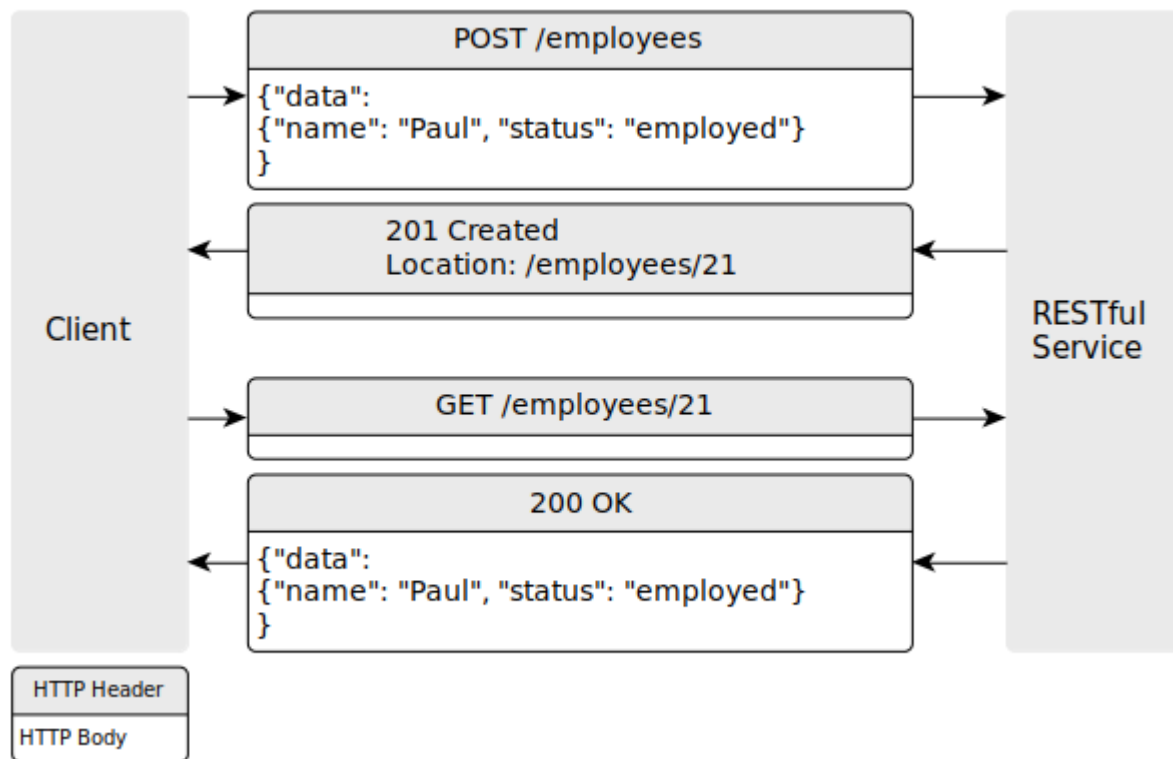 POST /employees
{"data":
{"name": "Paul", "status": "employed"}
}
201 Created
Location: /employees/21
Client
RESTful
Service
GET /employees/21
200 OK
{"data":
{"name": "Paul", "status": "employed"}
}
HTTP Header
HTTP Body